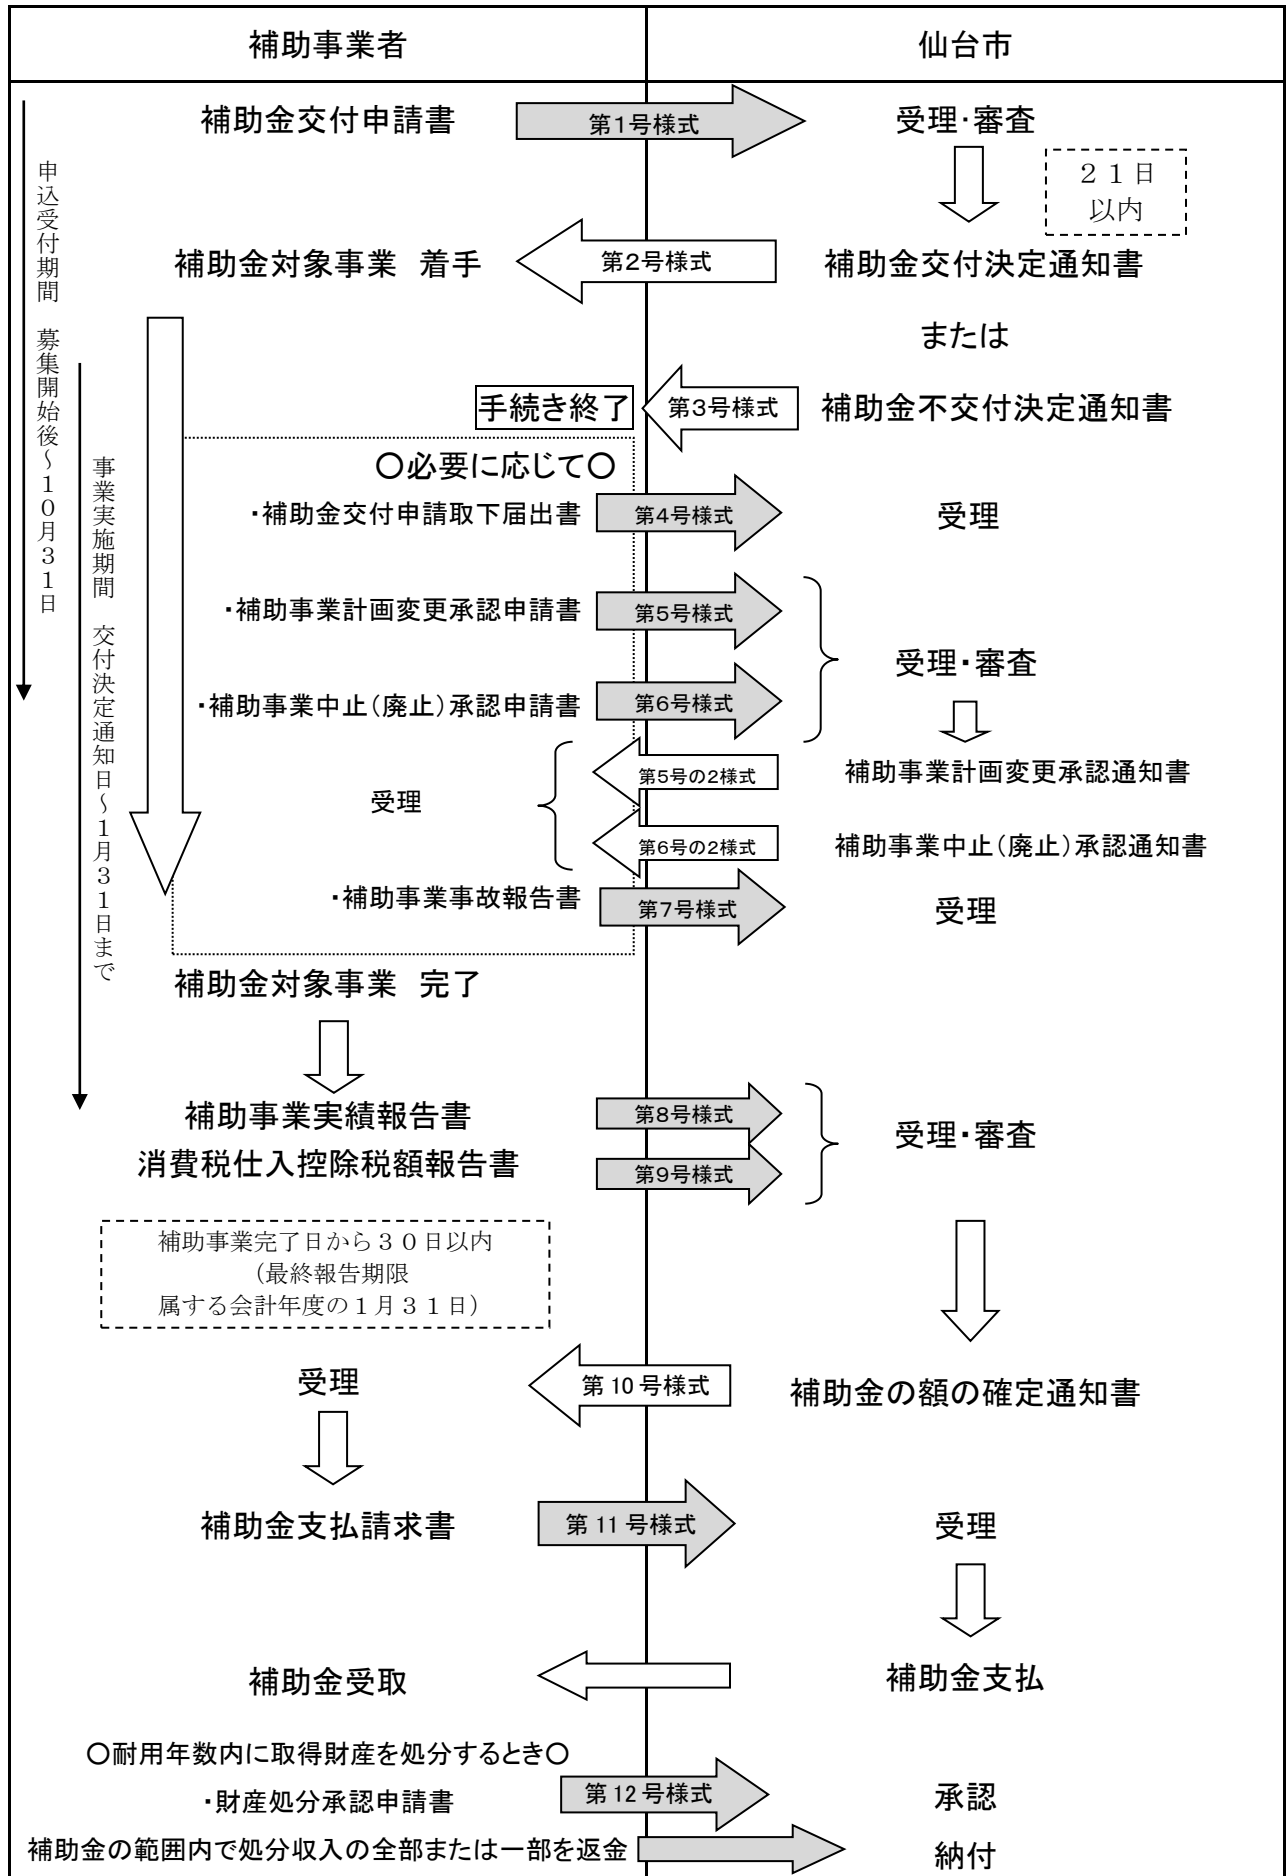 補助事業者
仙台市
補助金交付申請書
第1号様式
受理・審査
２１日
以内
申込受付期間　募集開始後～１０月３１日
補助金対象事業　着手
第2号様式
補助金交付決定通知書
または
手続き終了
第3号様式
補助金不交付決定通知書
事業実施期間　交付決定通知日～１月３１日まで
○必要に応じて○
・補助金交付申請取下届出書
第4号様式
受理
・補助事業計画変更承認申請書
第5号様式
受理・審査
・補助事業中止（廃止）承認申請書
第6号様式
第5号の2様式
補助事業計画変更承認通知書
受理
第6号の2様式
補助事業中止（廃止）承認通知書
・補助事業事故報告書
第7号様式
受理
補助金対象事業　完了
補助事業実績報告書
第8号様式
受理・審査
消費税仕入控除税額報告書
第9号様式
補助事業完了日から３０日以内
（最終報告期限
属する会計年度の１月３１日）
受理
第10号様式
補助金の額の確定通知書
補助金支払請求書
第11号様式
受理
補助金受取
補助金支払
○耐用年数内に取得財産を処分するとき○
・財産処分承認申請書
第12号様式
承認
補助金の範囲内で処分収入の全部または一部を返金
納付